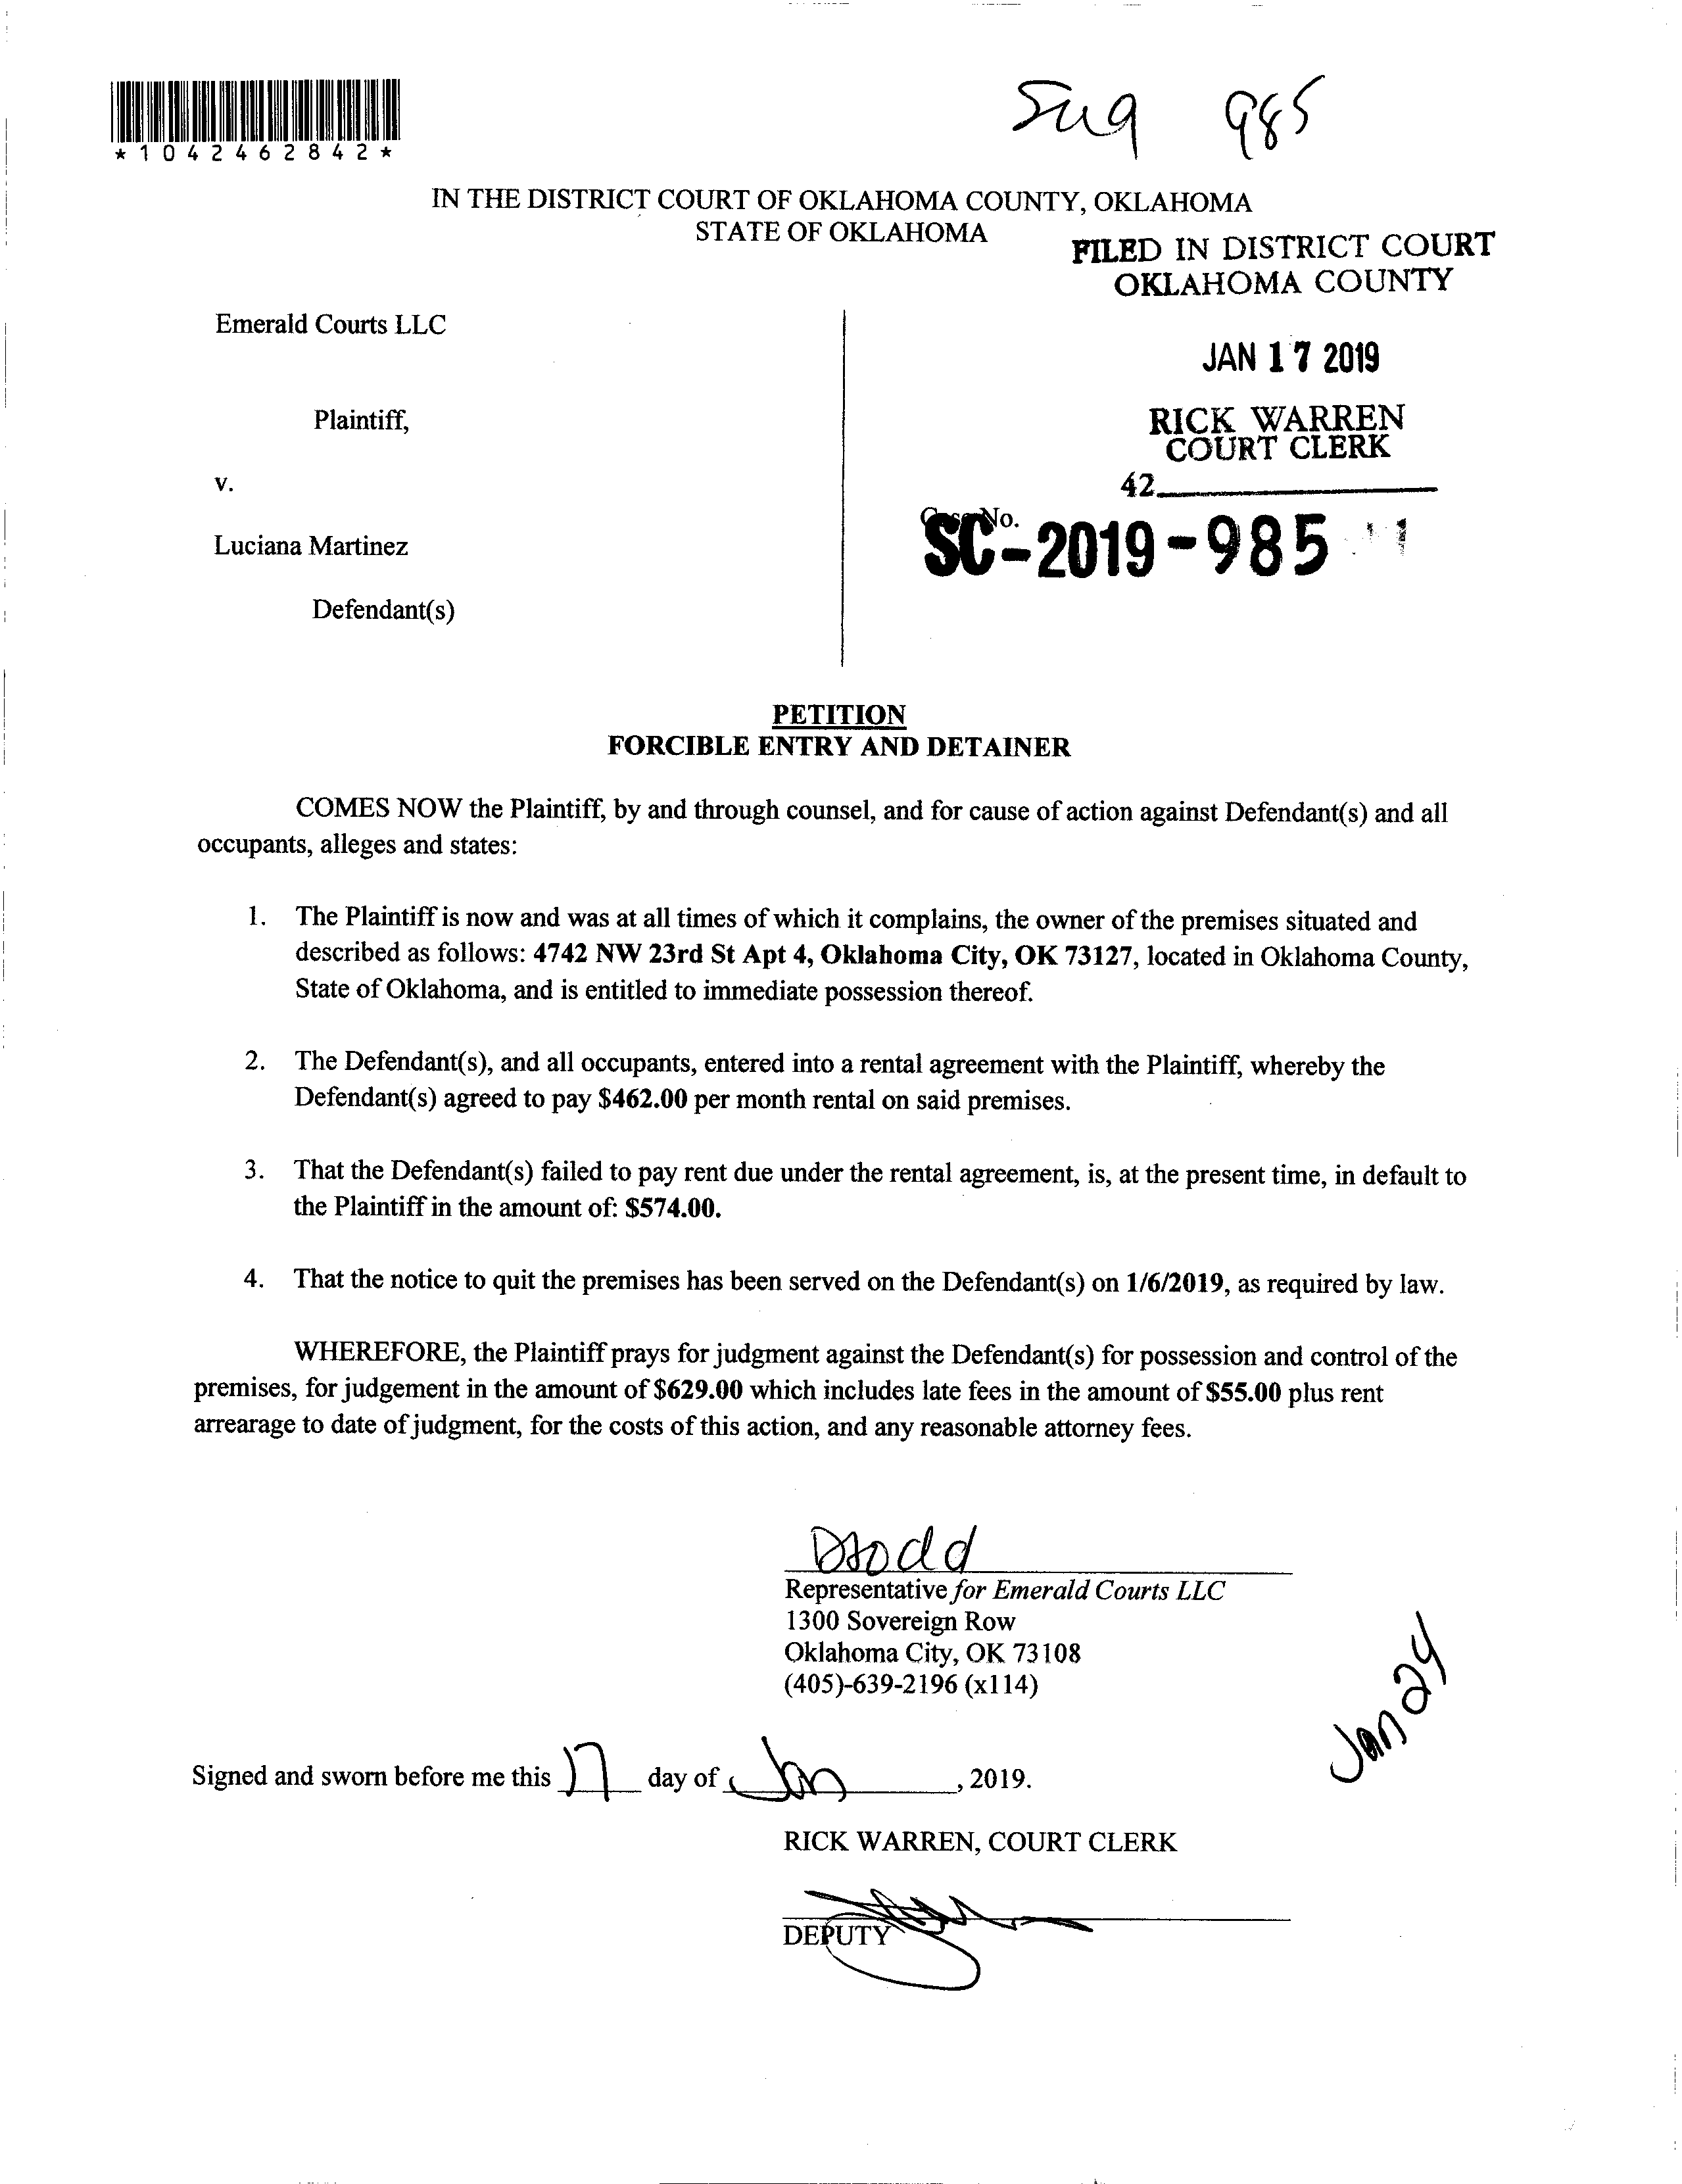 *1042462842*
985
IN THE DISTRICT COURT OF OKLAHOMA COUNTY, OKLAHOMA
STATE OF OKLAHOMA
FILED IN DISTRICT COURT
OKLAHOMA COUNTY
Emerald Courts LLC
JAN 17 2019
Plaintiff,
RICK WARREN
COURT CLERK
v.
42
Case No.
SC-2019-985
Luciana Martinez
Defendant(s)
PETITION
FORCIBLE ENTRY AND DETAINER
COMES NOW the Plaintiff, by and through counsel, and for cause of action against Defendant(s) and all
occupants, alleges and states:
1. The Plaintiff is now and was at all times of which it complains, the owner of the premises situated and
described as follows: 4742 NW 23rd St Apt 4, Oklahoma City, OK 73127, located in Oklahoma County,
State of Oklahoma, and is entitled to immediate possession thereof.
2. The Defendant(s), and all occupants, entered into a rental agreement with the Plaintiff, whereby the
Defendant(s) agreed to pay $462.00 per month rental on said premises.
3. That the Defendant(s) failed to pay rent due under the rental agreement, is, at the present time, in default to
the Plaintiff in the amount of: $574.00.
4. That the notice to quit the premises has been served on the Defendant(s) on 1/6/2019, as required by law.
WHEREFORE, the Plaintiff prays for judgment against the Defendant(s) for possession and control of the
premises, for judgement in the amount of $629.00 which includes late fees in the amount of $55.00 plus rent
arrearage to date of judgment, for the costs of this action, and any reasonable attorney fees.
Representative for Emerald Courts LLC
1300 Sovereign Row
Oklahoma City, OK 73108
(405)-639-2196 (x114)
Jan 24
Signed and sworn before me this 17 day of Jan, 2019.
RICK WARREN, COURT CLERK
DEPUTY